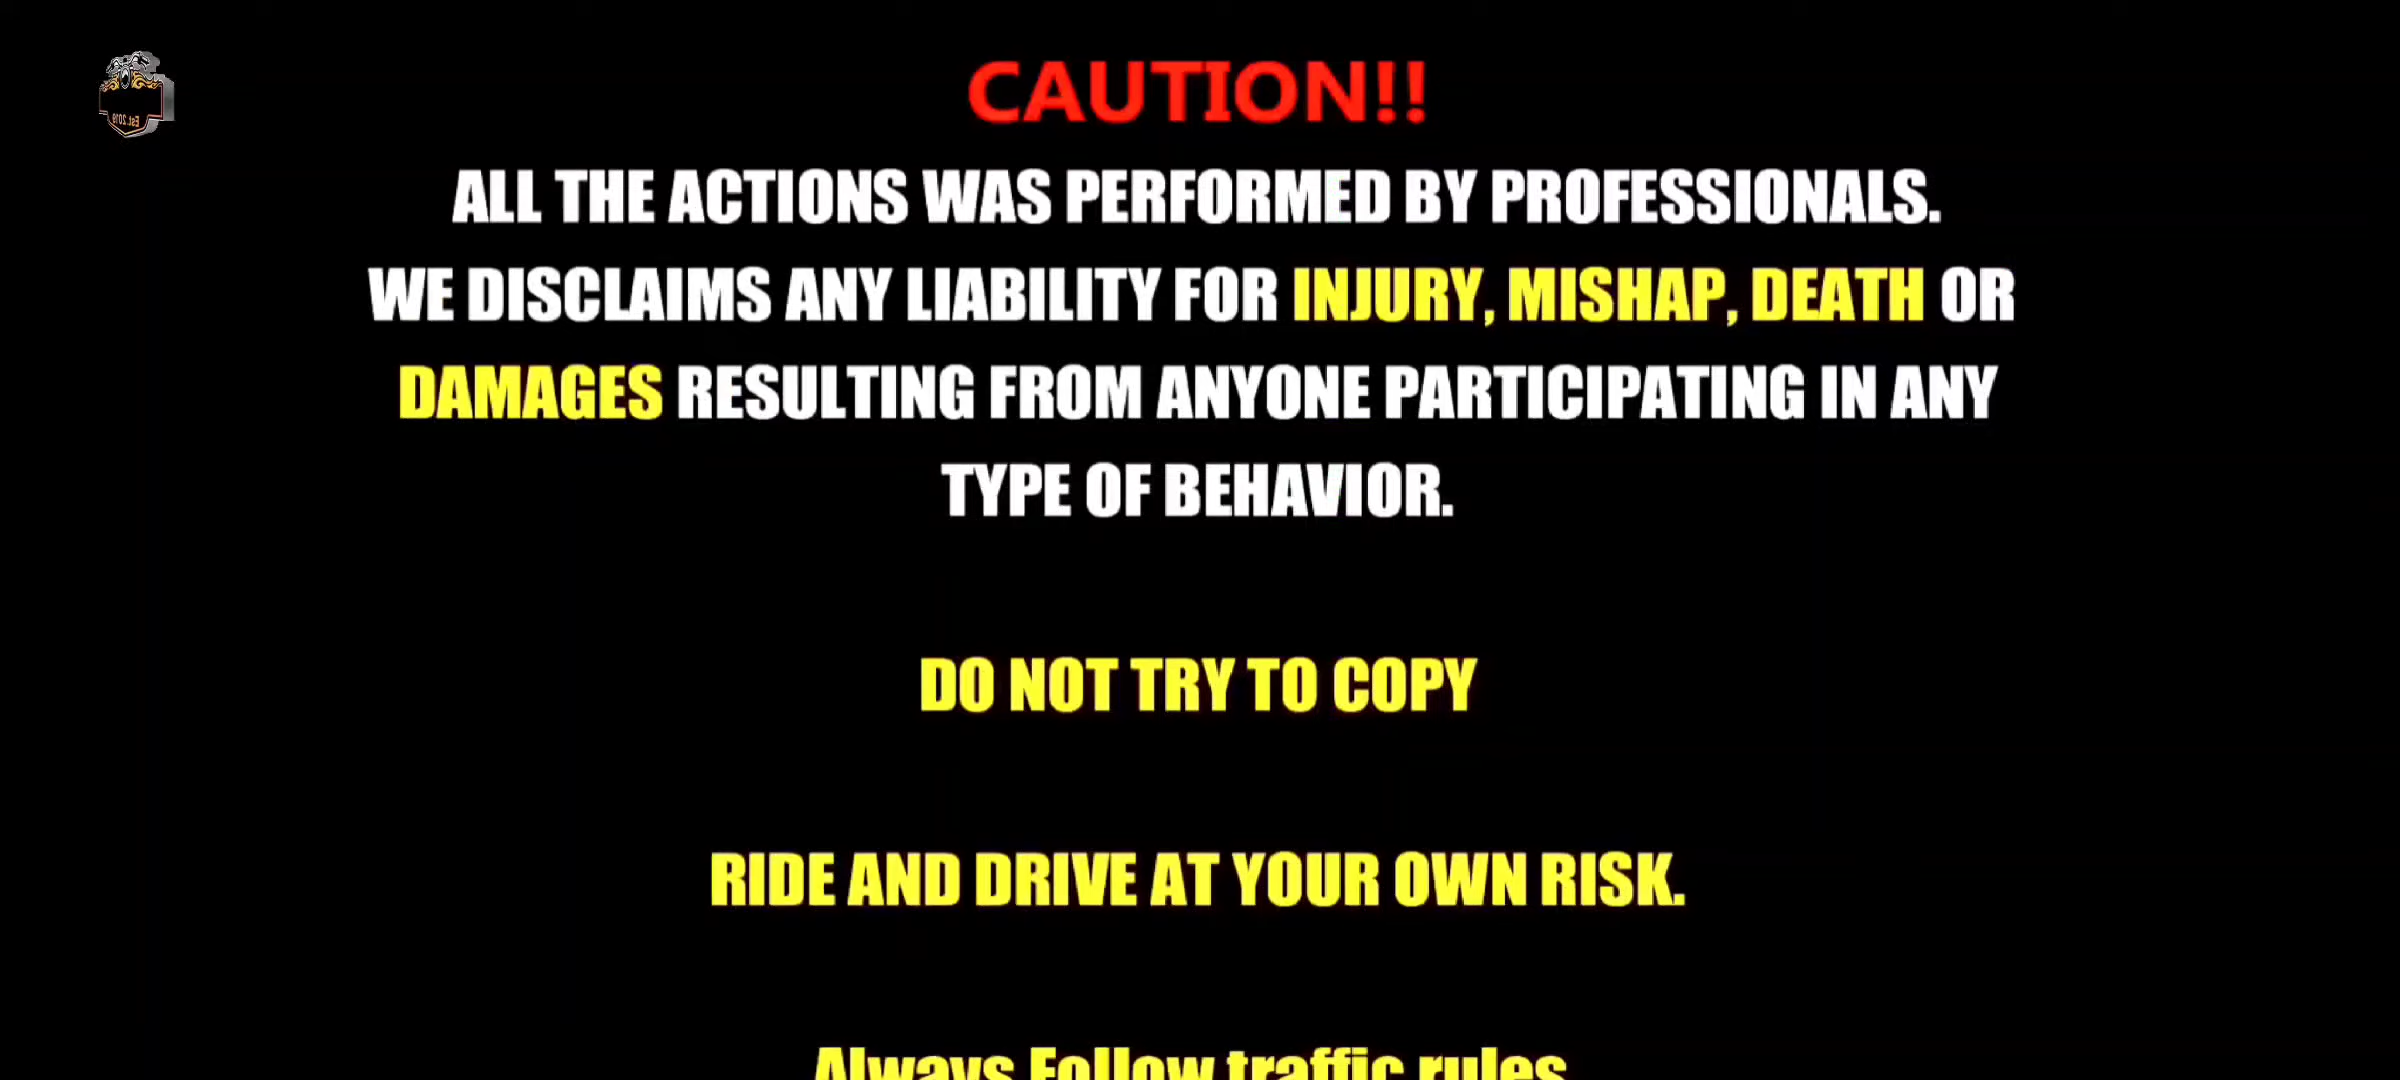 CAUTION!!
ALL THE ACTIONS WAS PERFORMED BY PROFESSIONALS.
WE DISCLAIMS ANY LIABILITY FOR INJURY, MISHAP, DEATH OR
DAMAGES RESULTING FROM ANYONE PARTICIPATING IN ANY
TYPE OF BEHAVIOR.
DO NOT TRY TO COPY
RIDE AND DRIVE AT YOUR OWN RISK.
Always Follow traffic rules
Est.2019